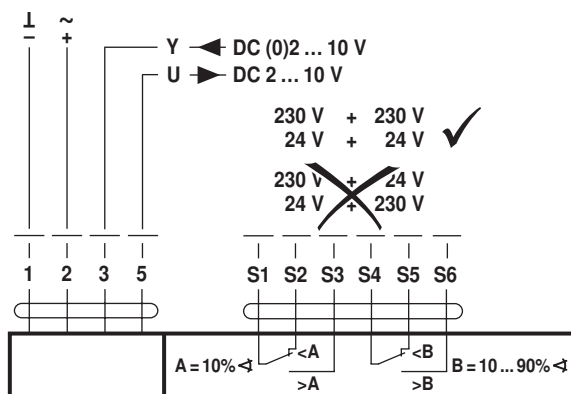 ⊥ ~
− +
Y ◄ DC (0)2 ... 10 V
U ► DC 2 ... 10 V
230 V + 230 V
24 V + 24 V
230 V + 24 V
24 V + 230 V
1 2 3 5 S1 S2 S3 S4 S5 S6
A = 10% ∢ <A <B B = 10 ... 90% ∢
>A >B